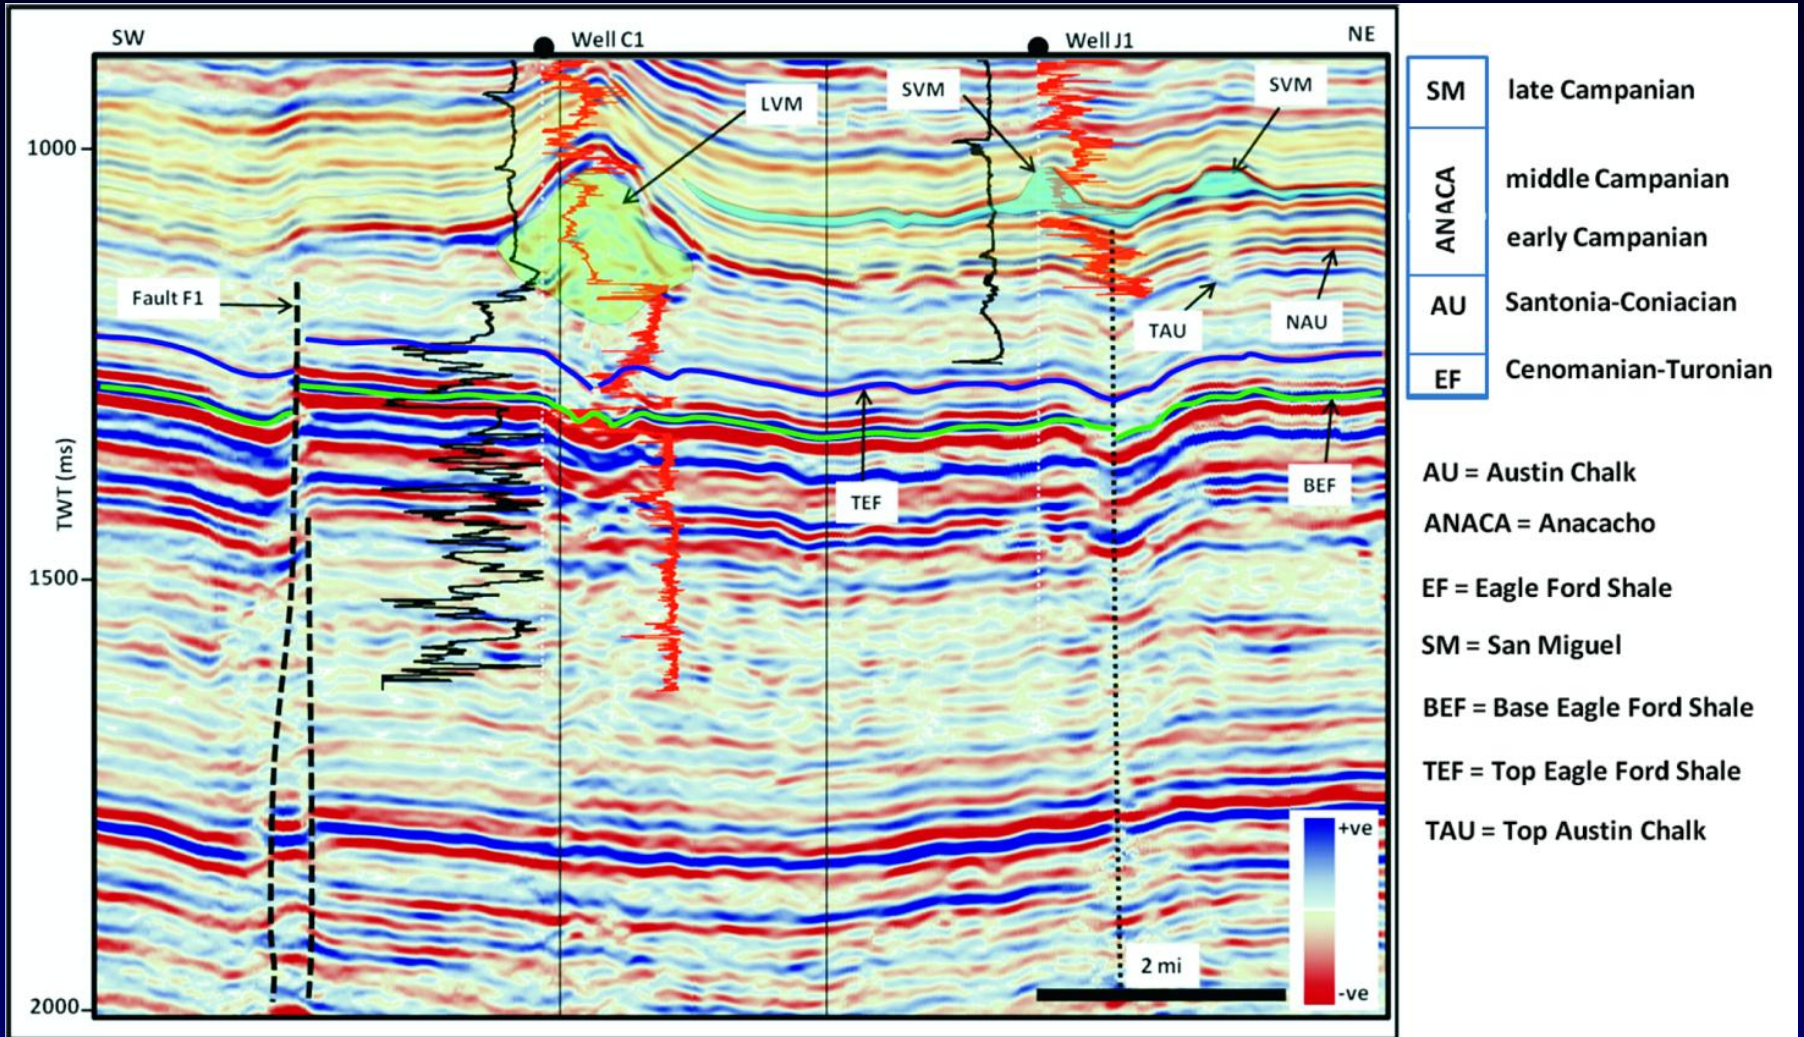 SW
Well C1
Well J1
NE
LVM
SVM
SVM
1000
Fault F1
TAU
NAU
TWT (ms)
TEF
BEF
1500
2 mi
+ve
-ve
2000
SM late Campanian
ANACA
middle Campanian
early Campanian
AU Santonia-Coniacian
EF Cenomanian-Turonian
AU = Austin Chalk
ANACA = Anacacho
EF = Eagle Ford Shale
SM = San Miguel
BEF = Base Eagle Ford Shale
TEF = Top Eagle Ford Shale
TAU = Top Austin Chalk